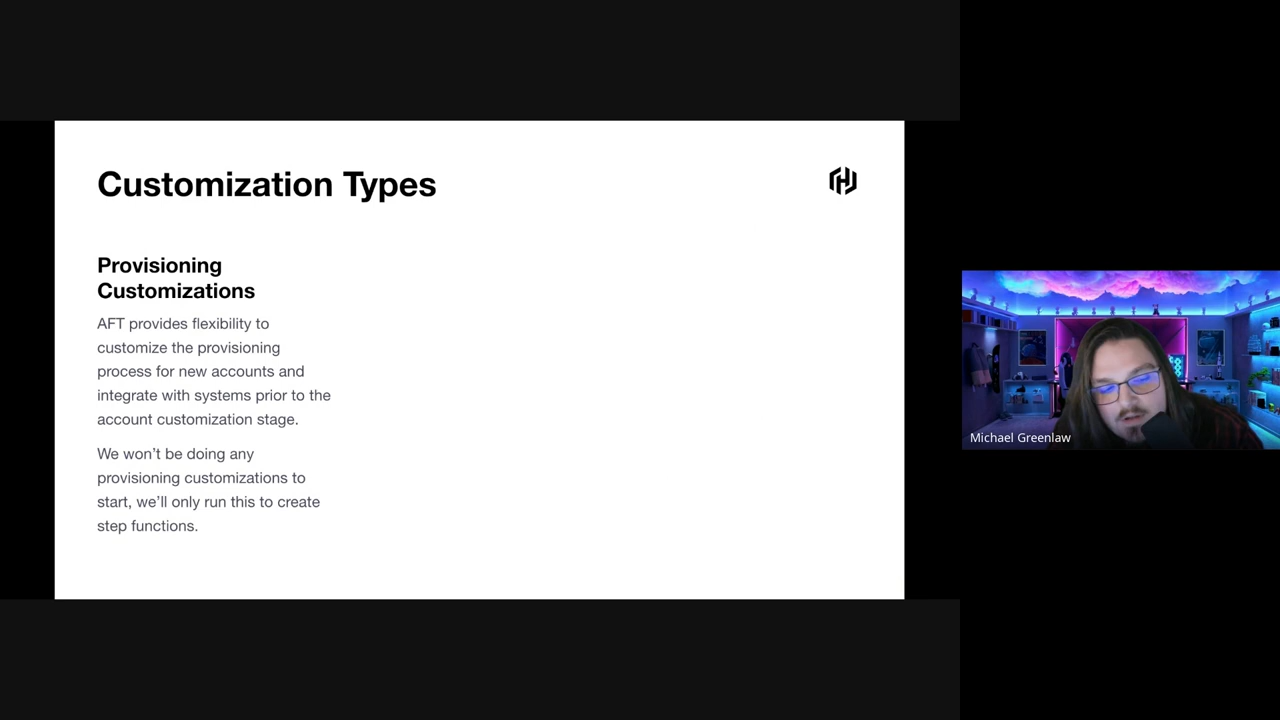 Customization Types
Provisioning
Customizations
AFT provides flexibility to
customize the provisioning
process for new accounts and
integrate with systems prior to the
account customization stage.
We won’t be doing any
provisioning customizations to
start, we’ll only run this to create
step functions.
Michael Greenlaw